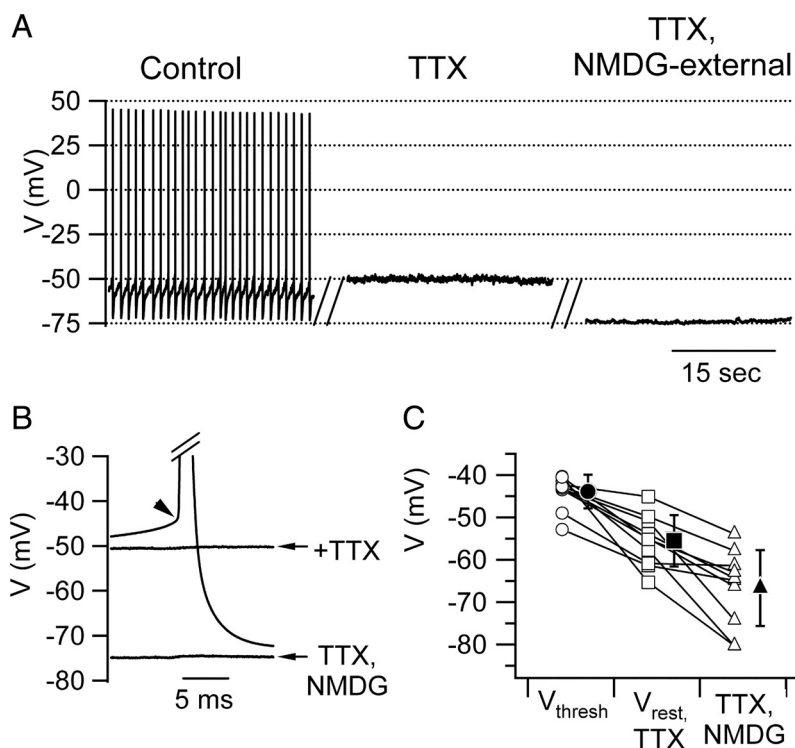 A
Control
TTX
TTX,
NMDG-external
V (mV)
50
25
0
-25
-50
-75
15 sec
B
V (mV)
-30
-40
-50
-60
-70
-80
+TTX
TTX,
NMDG
5 ms
C
V (mV)
-40
-50
-60
-70
-80
Vthresh
Vrest,
TTX
TTX,
NMDG